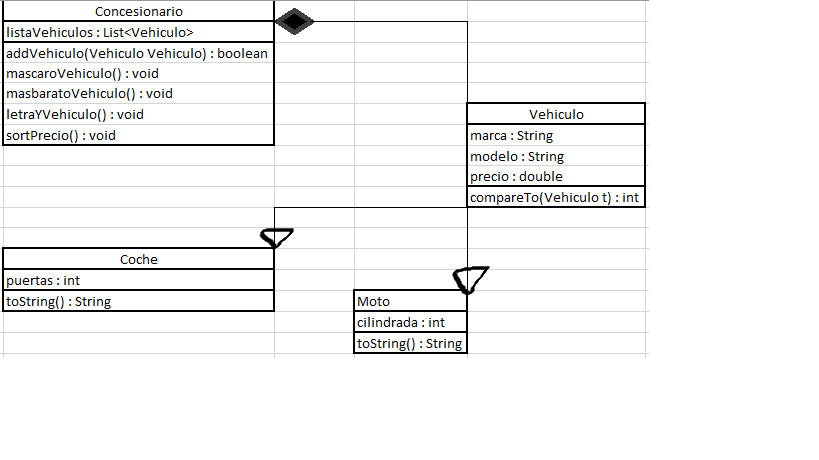 Concesionario
listaVehiculos : List<Vehiculo>
addVehiculo(Vehiculo Vehiculo) : boolean
mascaroVehiculo() : void
masbaratoVehiculo() : void
letraYVehiculo() : void
sortPrecio() : void
Vehiculo
marca : String
modelo : String
precio : double
compareTo(Vehiculo t) : int
Coche
puertas : int
toString() : String
Moto
cilindrada : int
toString() : String